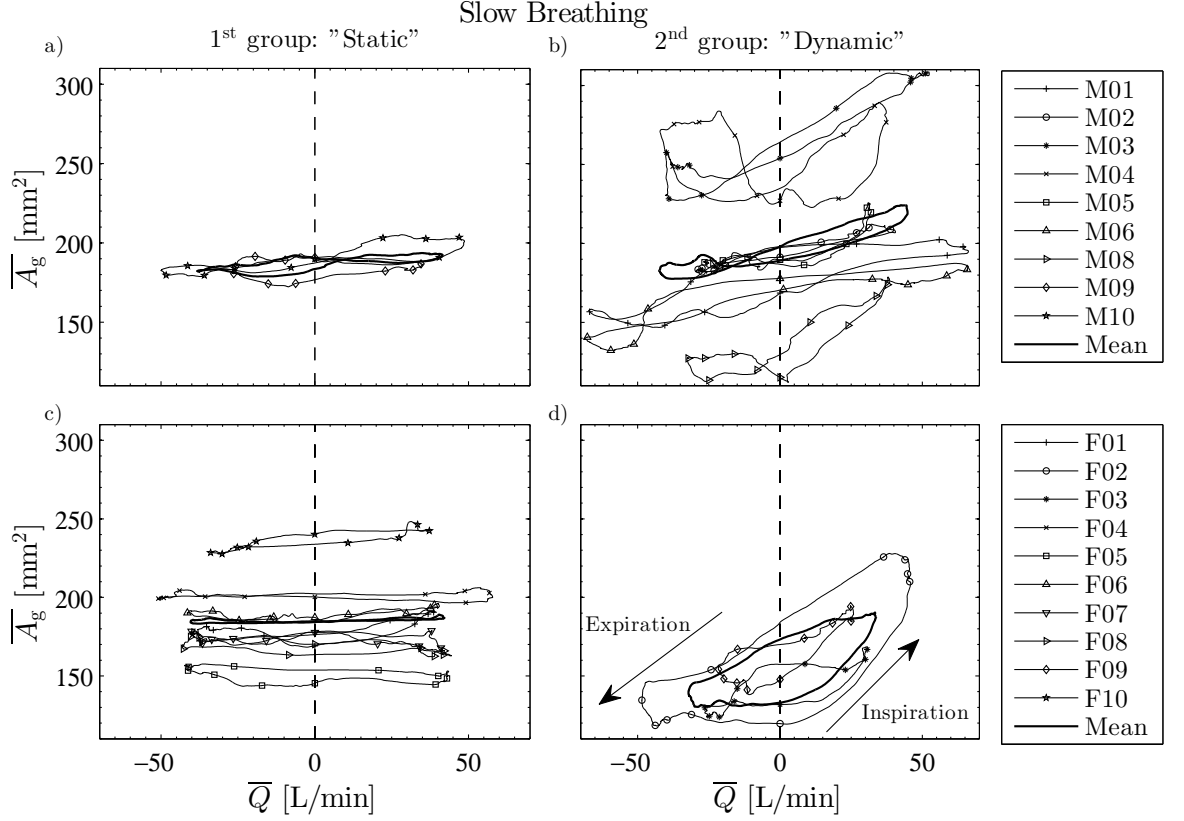 Slow Breathing
a)
1st group: "Static"
b)
2nd group: "Dynamic"
300
250
200
150
A̅g [mm²]
M01
M02
M03
M04
M05
M06
M08
M09
M10
Mean
c)
d)
300
250
200
150
A̅g [mm²]
Expiration
Inspiration
F01
F02
F03
F04
F05
F06
F07
F08
F09
F10
Mean
−50
0
50
−50
0
50
Q̅ [L/min]
Q̅ [L/min]